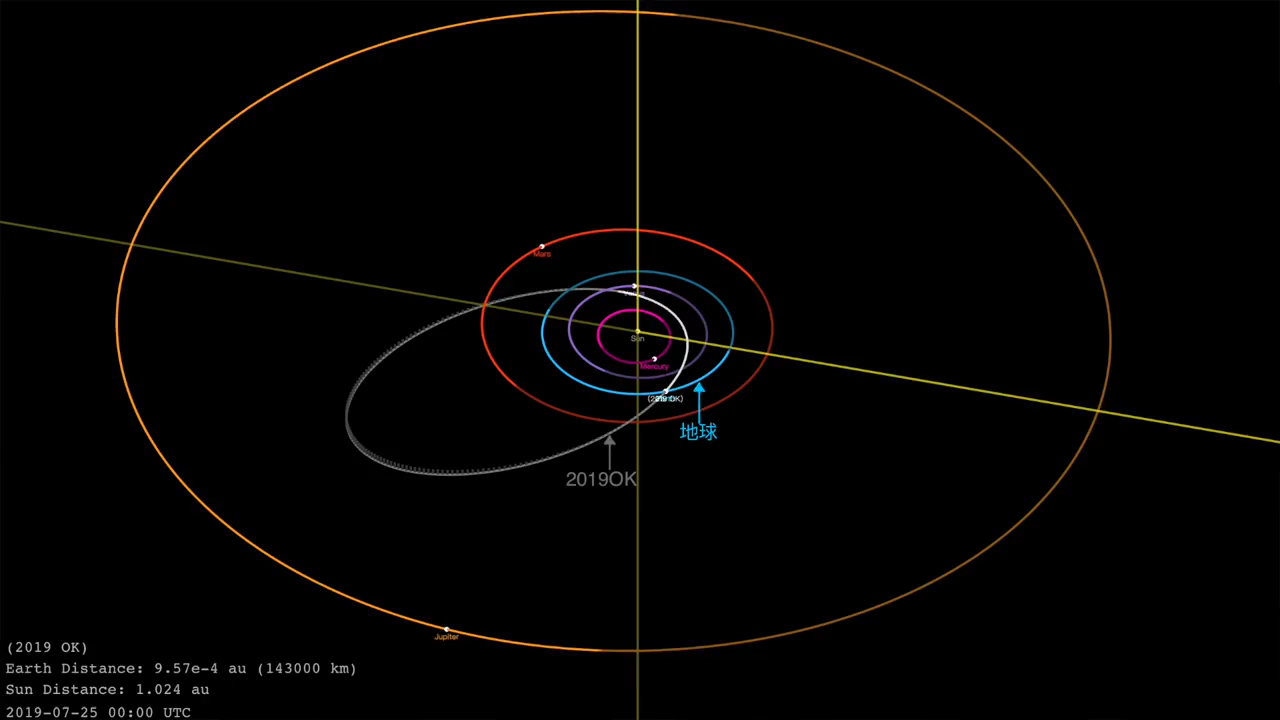 Mars
Sun
Mercury
地球
2019OK
Jupiter
(2019 OK)
Earth Distance: 9.57e-4 au (143000 km)
Sun Distance: 1.024 au
2019-07-25 00:00 UTC